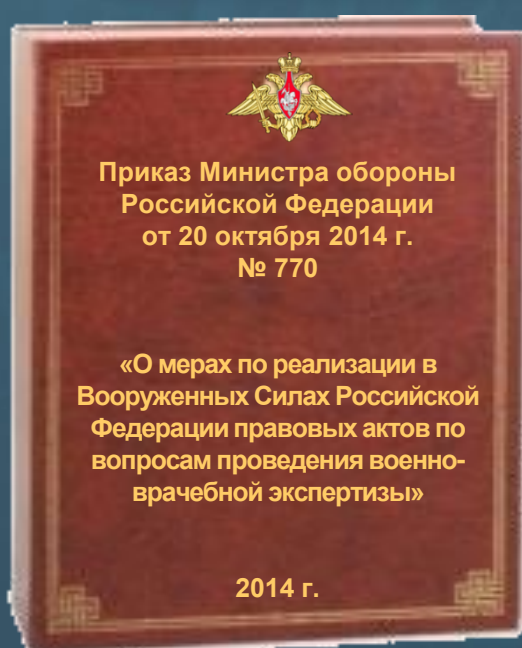 Приказ Министра обороны
Российской Федерации
от 20 октября 2014 г.
№ 770
«О мерах по реализации в
Вооруженных Силах Российской
Федерации правовых актов по
вопросам проведения военно-
врачебной экспертизы»
2014 г.